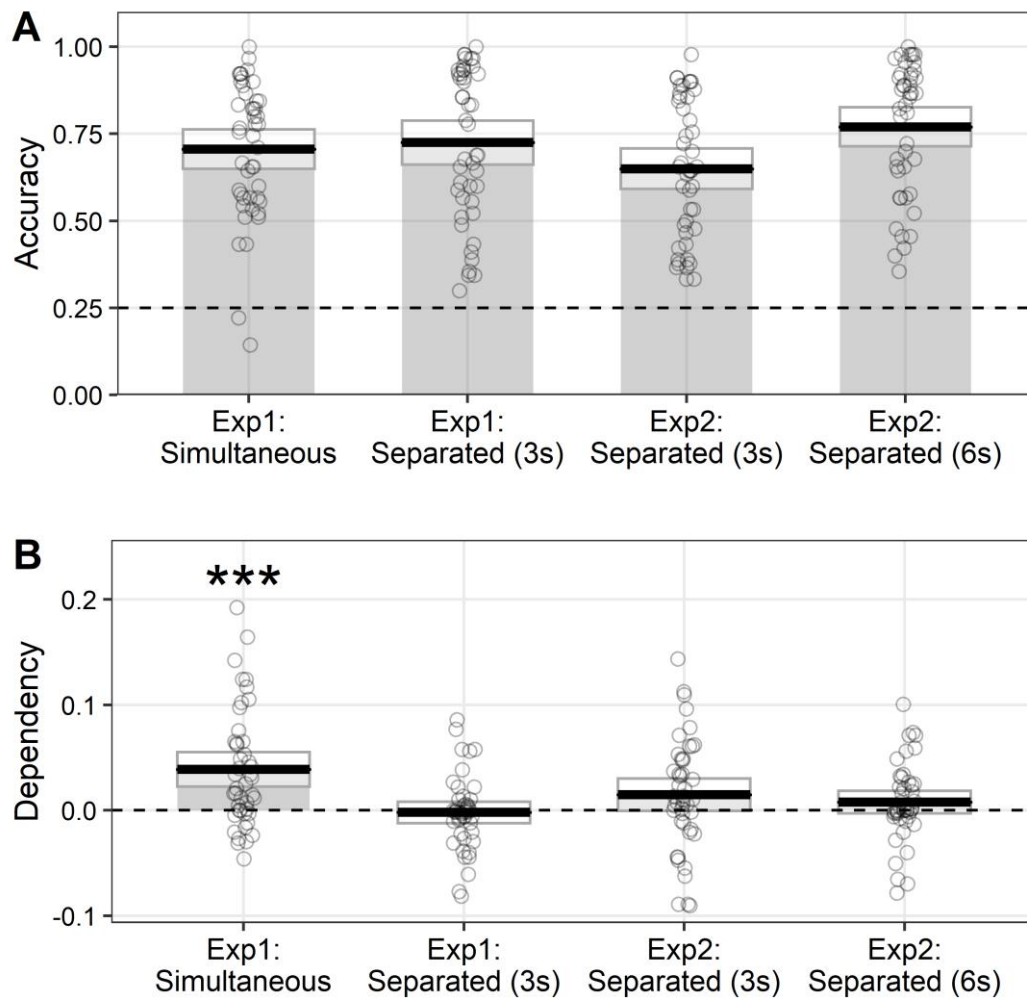 A
Accuracy
1.00
0.75
0.50
0.25
0.00
Exp1:
Simultaneous
Exp1:
Separated (3s)
Exp2:
Separated (3s)
Exp2:
Separated (6s)
B
***
Dependency
0.2
0.1
0.0
-0.1
Exp1:
Simultaneous
Exp1:
Separated (3s)
Exp2:
Separated (3s)
Exp2:
Separated (6s)